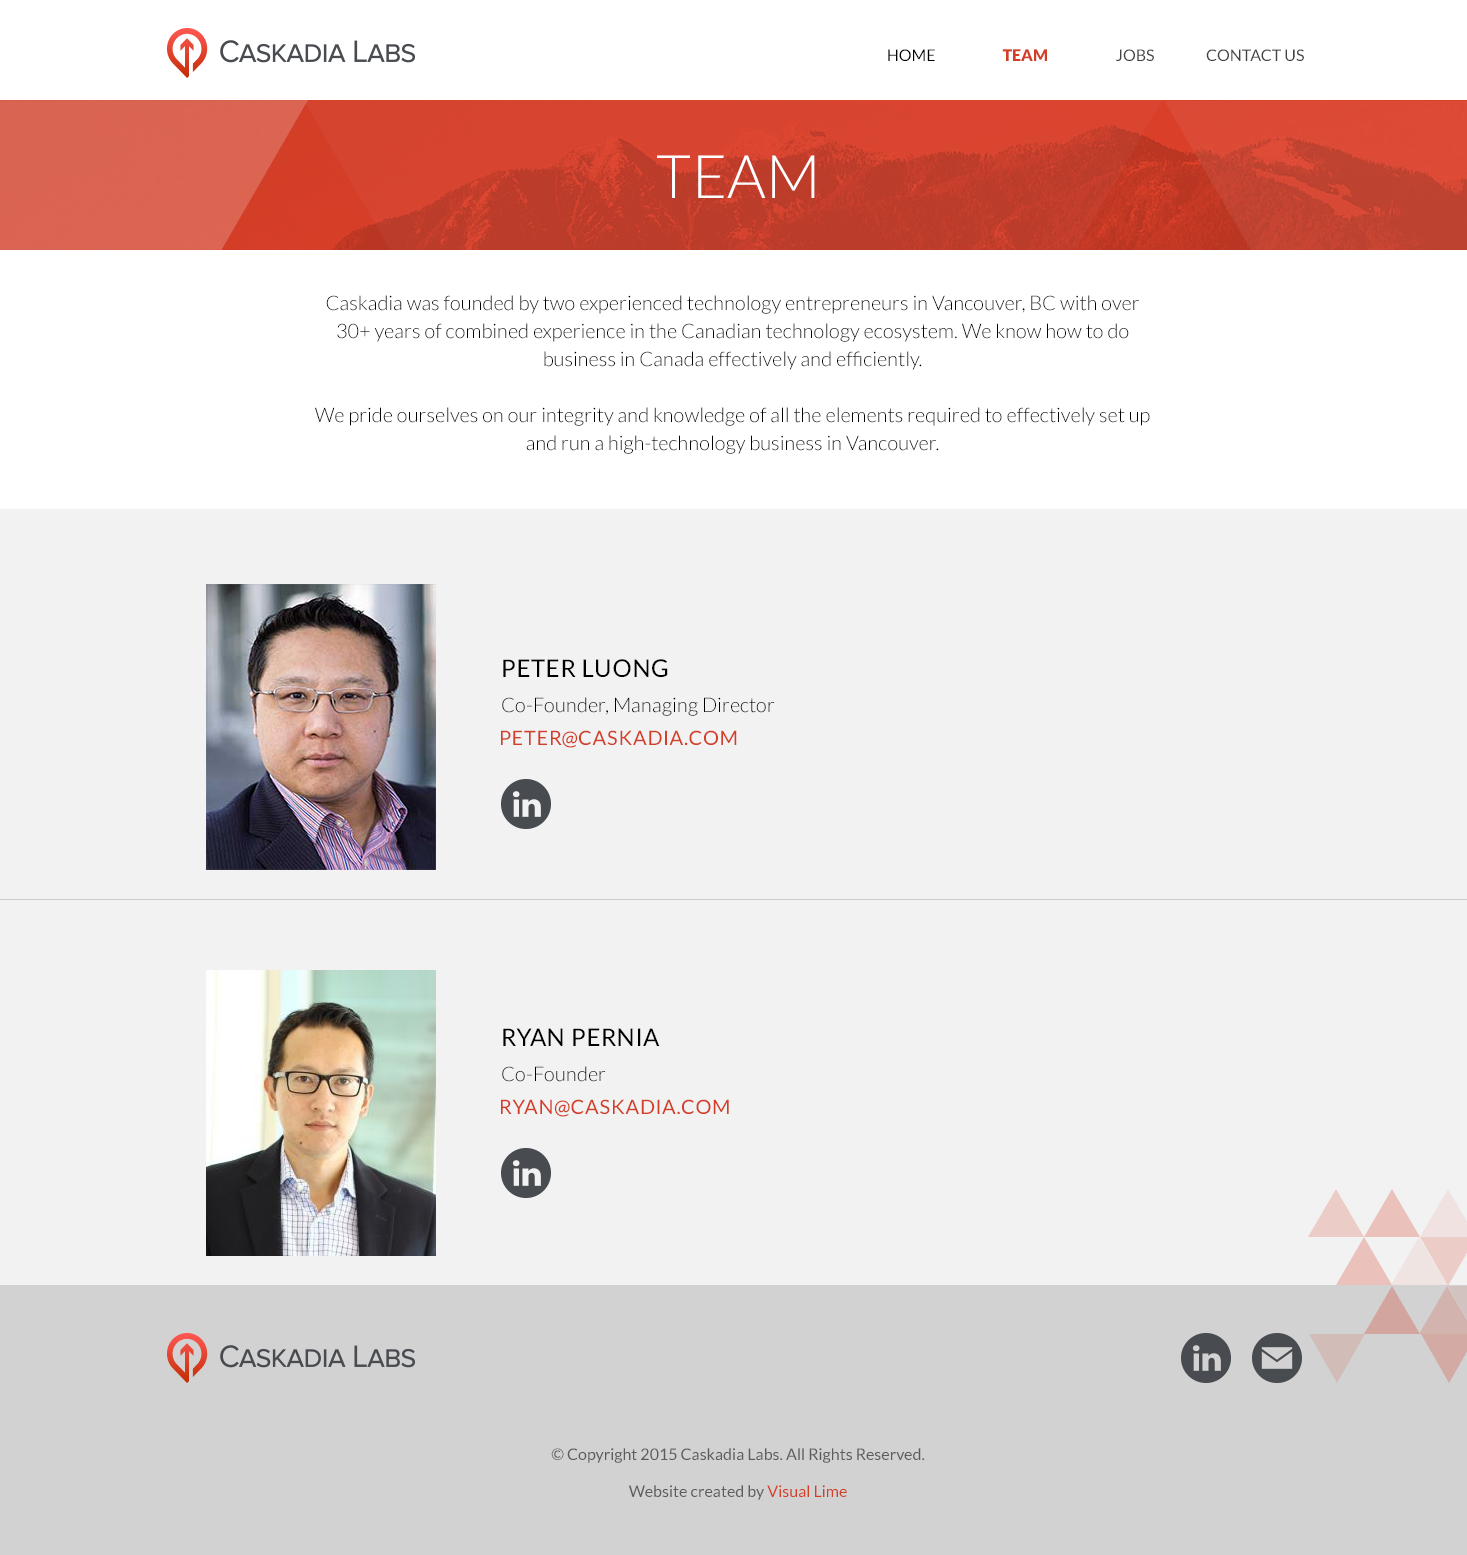 CASKADIA LABS
HOME TEAM JOBS CONTACT US
TEAM
Caskadia was founded by two experienced technology entrepreneurs in Vancouver, BC with over
30+ years of combined experience in the Canadian technology ecosystem. We know how to do
business in Canada effectively and efficiently.
We pride ourselves on our integrity and knowledge of all the elements required to effectively set up
and run a high-technology business in Vancouver.
PETER LUONG
Co-Founder, Managing Director
PETER@CASKADIA.COM
in
RYAN PERNIA
Co-Founder
RYAN@CASKADIA.COM
in
CASKADIA LABS
in
© Copyright 2015 Caskadia Labs. All Rights Reserved.
Website created by Visual Lime